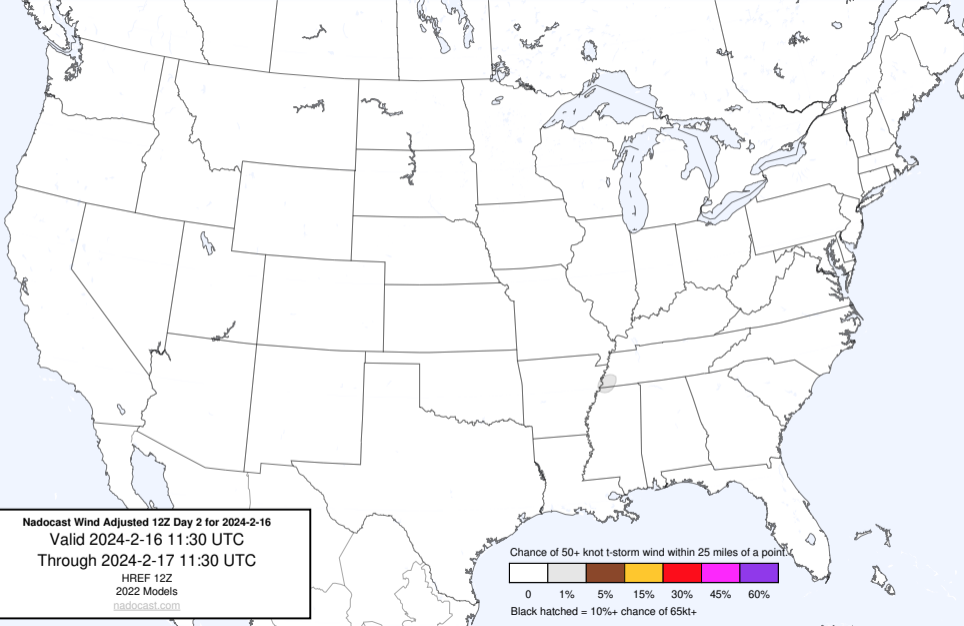 Nadocast Wind Adjusted 12Z Day 2 for 2024-2-16
Valid 2024-2-16 11:30 UTC
Through 2024-2-17 11:30 UTC
HREF 12Z
2022 Models
nadocast.com
Chance of 50+ knot t-storm wind within 25 miles of a point.
0 1% 5% 15% 30% 45% 60%
Black hatched = 10%+ chance of 65kt+